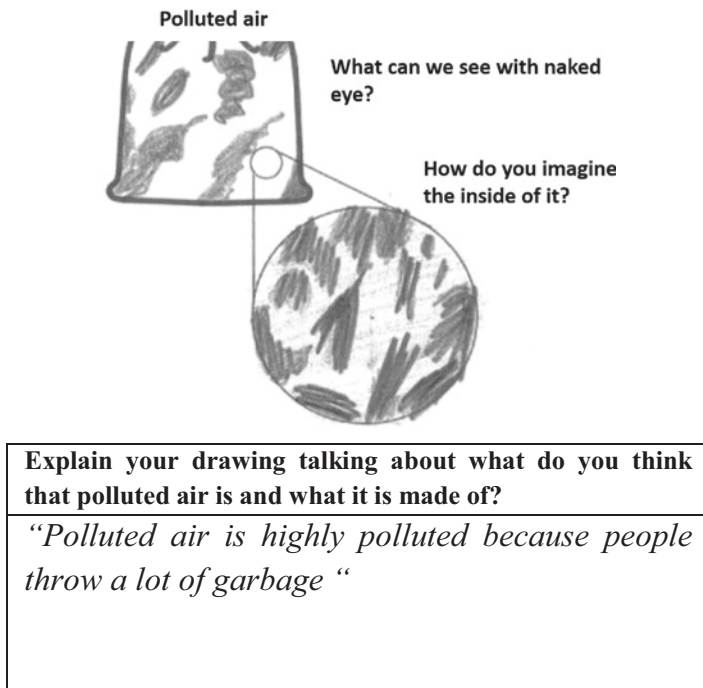 Polluted air
What can we see with naked
eye?
How do you imagine
the inside of it?
Explain your drawing talking about what do you think
that polluted air is and what it is made of?
“Polluted air is highly polluted because people
throw a lot of garbage “